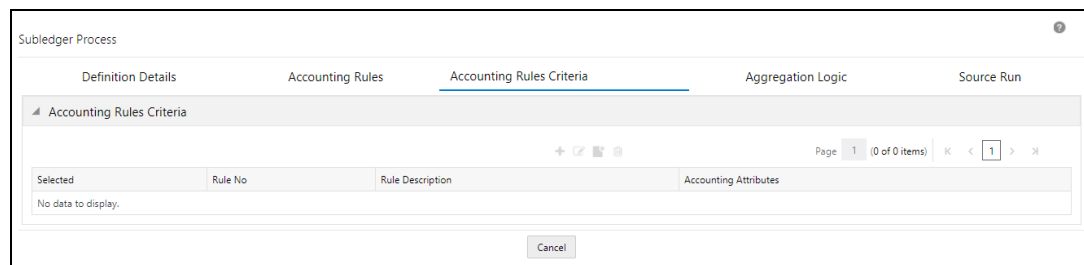 ?
Subledger Process
Definition Details Accounting Rules Accounting Rules Criteria Aggregation Logic Source Run
Accounting Rules Criteria
Page 1 (0 of 0 items) 1
Selected Rule No Rule Description Accounting Attributes
No data to display.
Cancel